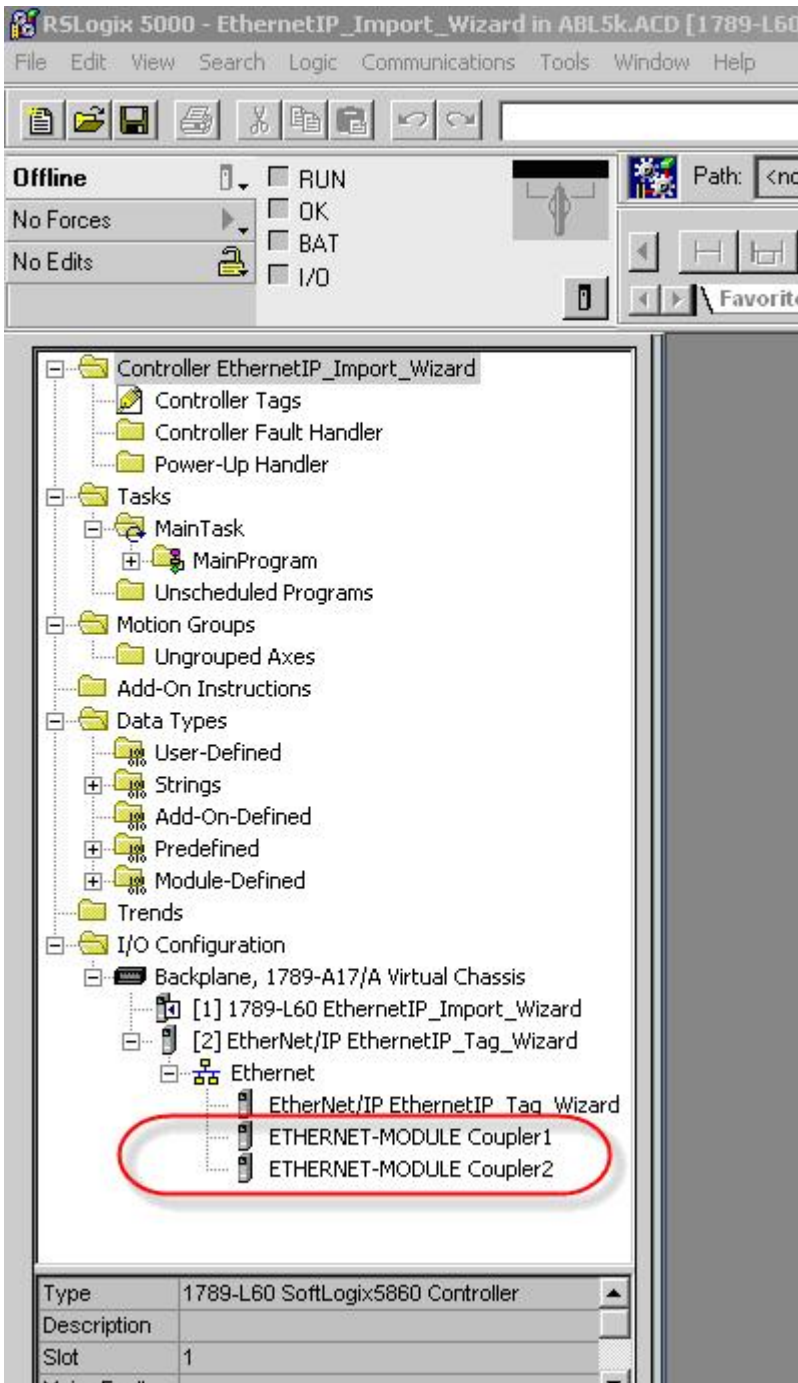 RSLogix 5000 - EthernetIP_Import_Wizard in ABL5k.ACD [1789-L60
File Edit View Search Logic Communications Tools Window Help
Offline
RUN
Path: <no
No Forces
OK
No Edits
BAT
I/O
Favorite
Controller EthernetIP_Import_Wizard
Controller Tags
Controller Fault Handler
Power-Up Handler
Tasks
MainTask
MainProgram
Unscheduled Programs
Motion Groups
Ungrouped Axes
Add-On Instructions
Data Types
User-Defined
Strings
Add-On-Defined
Predefined
Module-Defined
Trends
I/O Configuration
Backplane, 1789-A17/A Virtual Chassis
[1] 1789-L60 EthernetIP_Import_Wizard
[2] EtherNet/IP EthernetIP_Tag_Wizard
Ethernet
EtherNet/IP EthernetIP_Tag_Wizard
ETHERNET-MODULE Coupler1
ETHERNET-MODULE Coupler2
Type 1789-L60 SoftLogix5860 Controller
Description
Slot 1